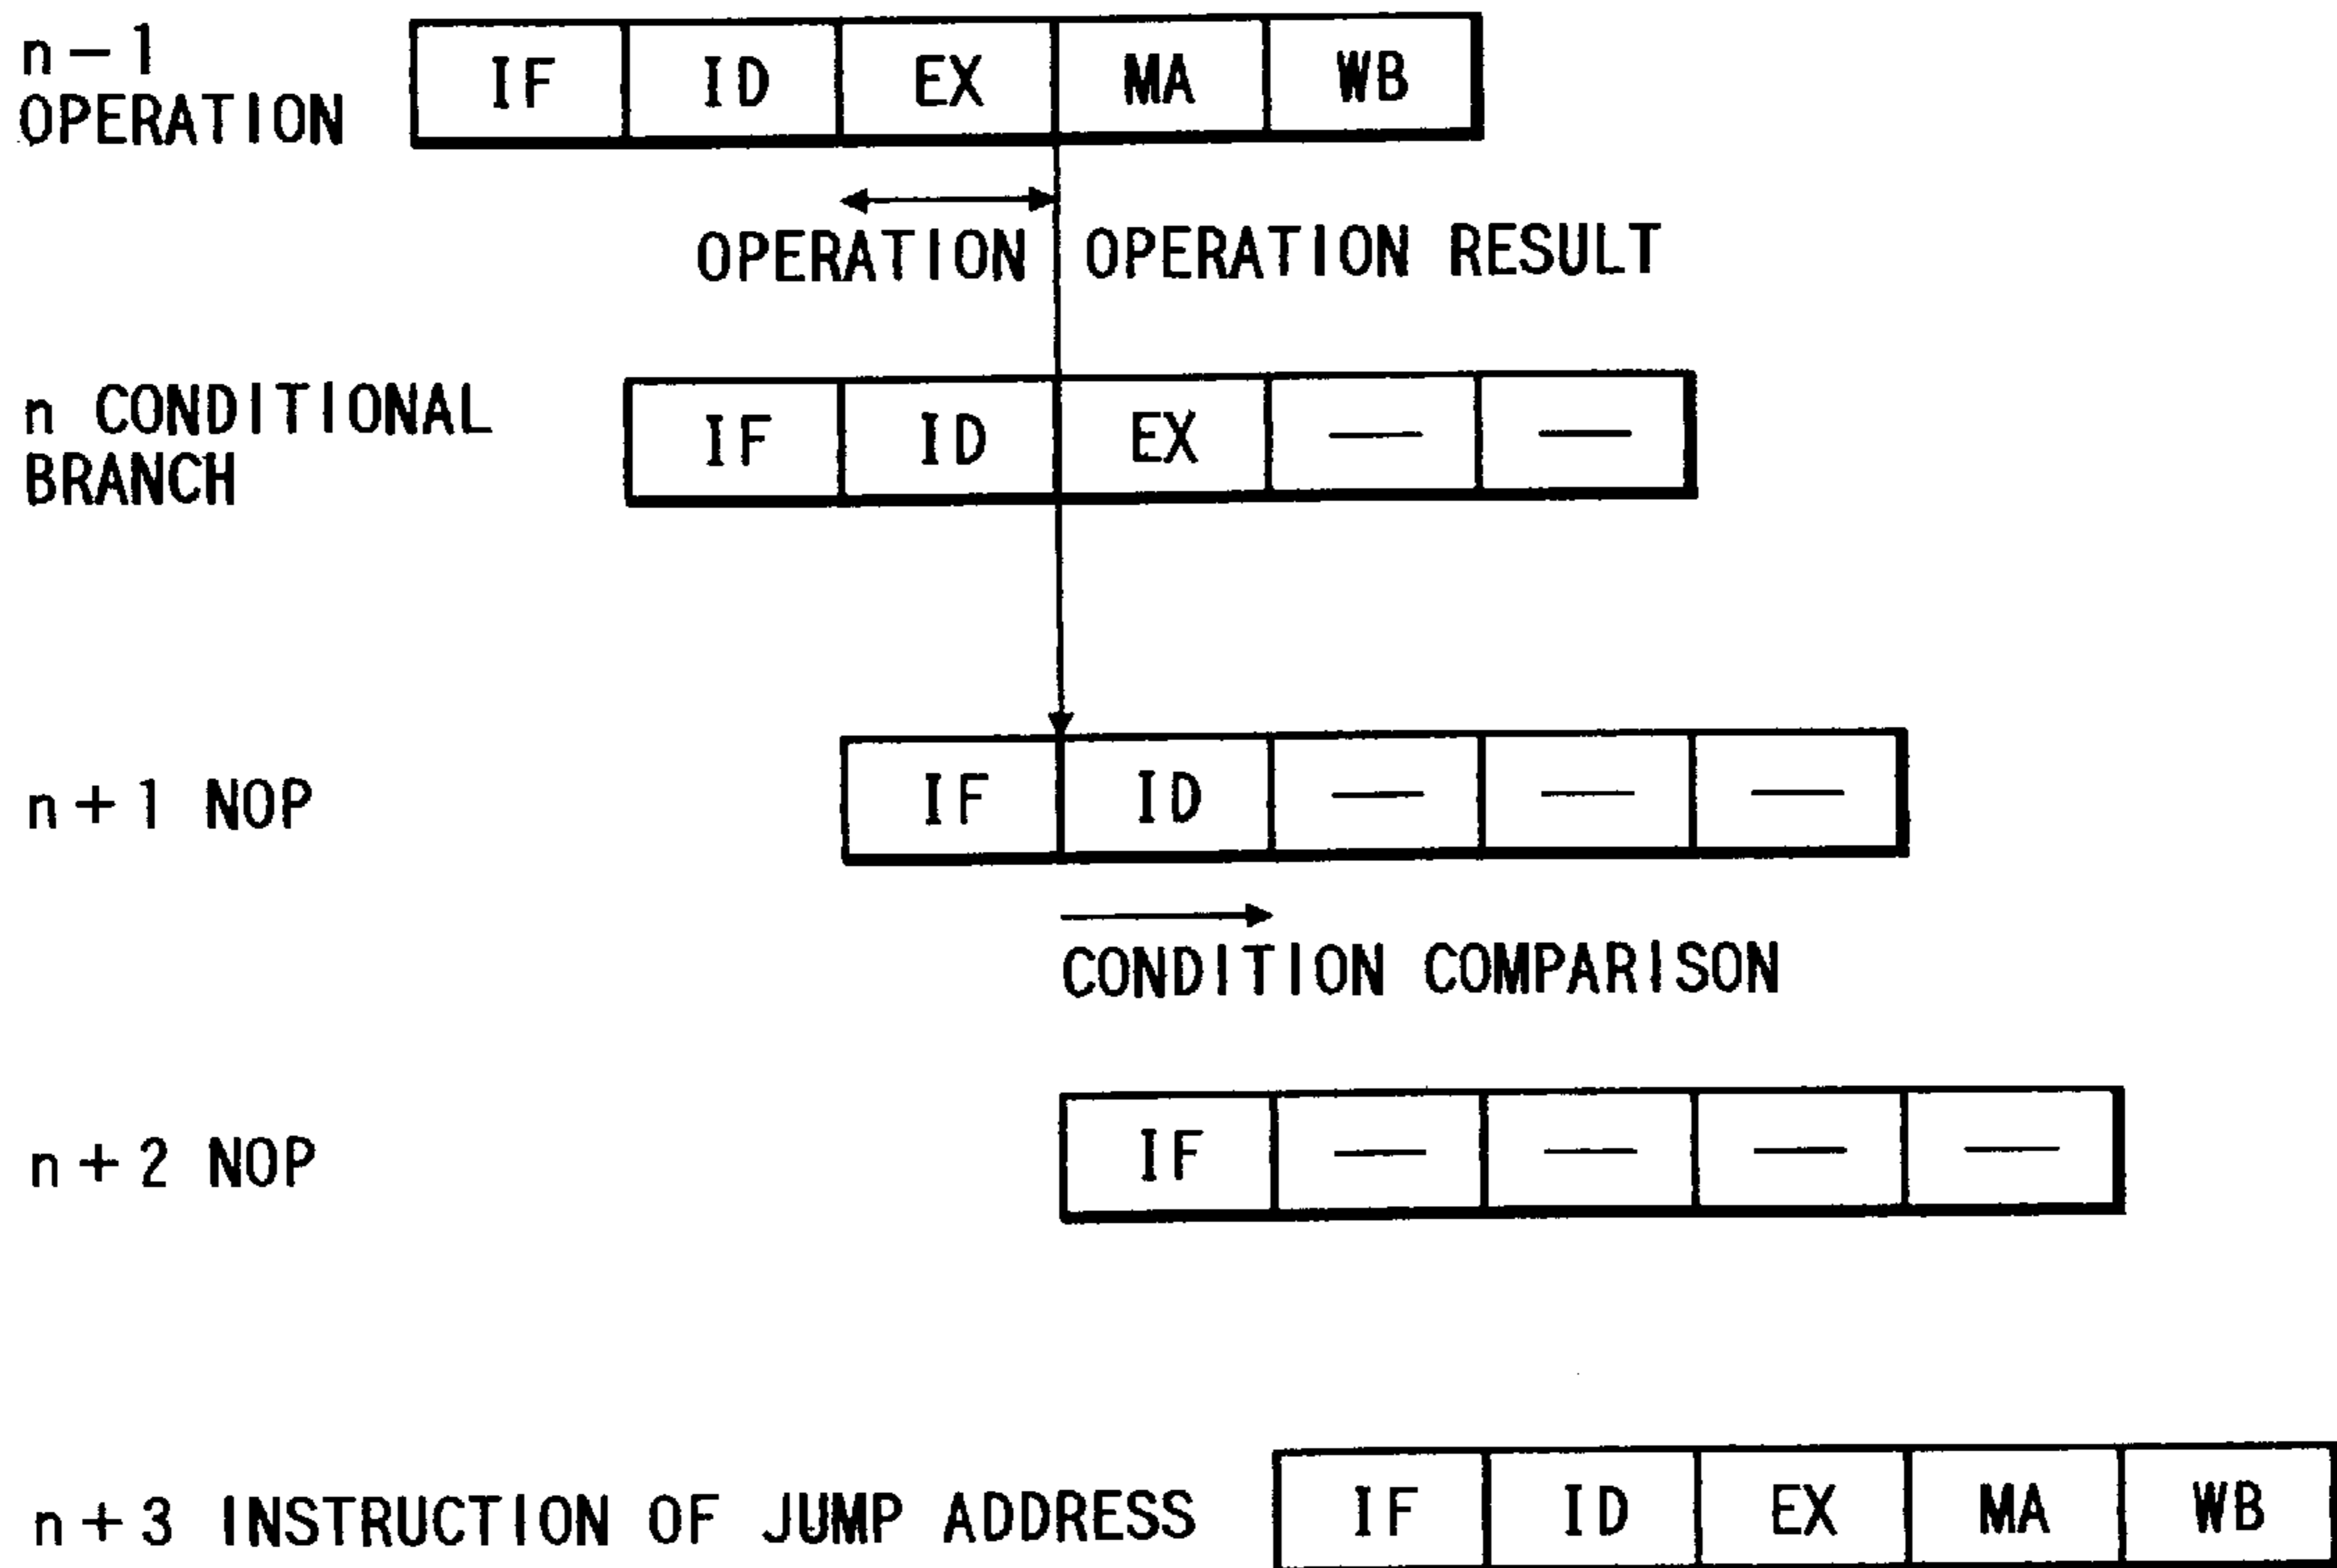 n-1
OPERATION
IF ID EX MA WB
OPERATION OPERATION RESULT
n CONDITIONAL
BRANCH
IF ID EX — —
n+1 NOP
IF ID — — —
CONDITION COMPARISON
n+2 NOP
IF — — — —
n+3 INSTRUCTION OF JUMP ADDRESS
IF ID EX MA WB